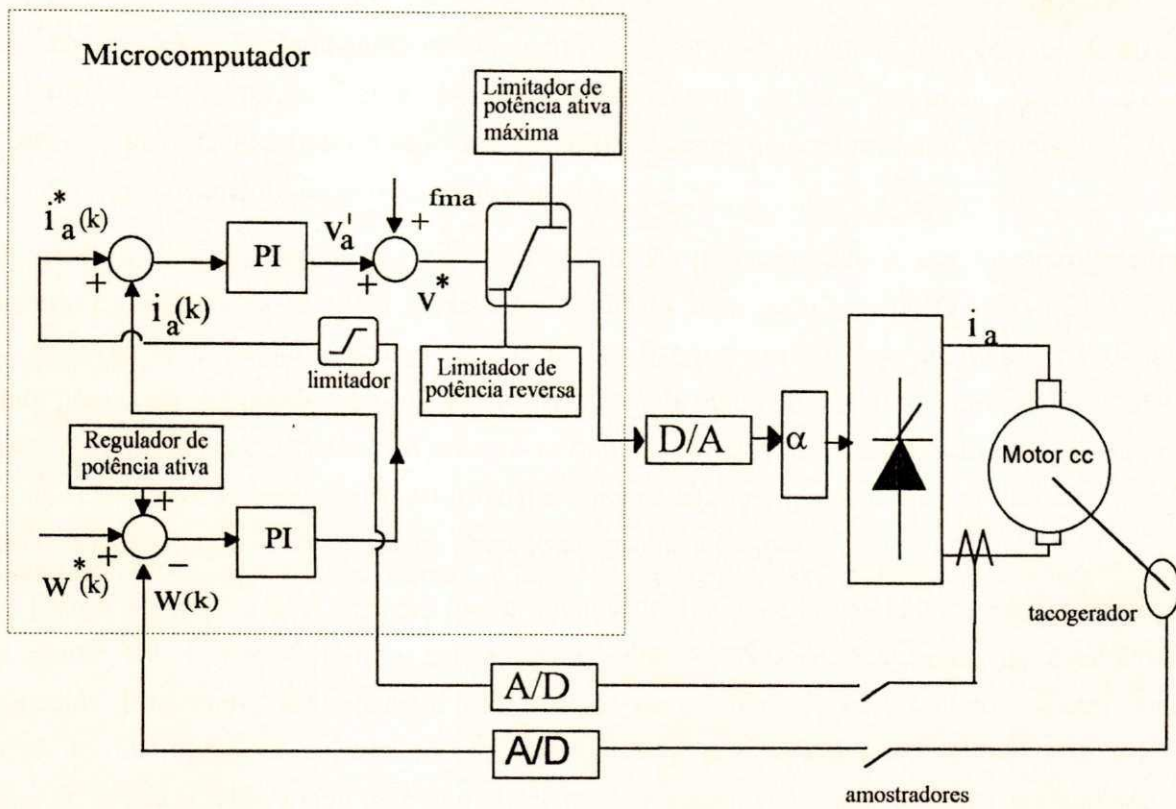 Microcomputador
Limitador de
potência ativa
máxima
i*a(k)
+
PI
v'a
+
+
fma
v*
ia(k)
limitador
Limitador de
potência reversa
Regulador de
potência ativa
+
+
−
w*(k)
W(k)
PI
D/A
α
ia
Motor cc
tacogerador
A/D
A/D
amostradores